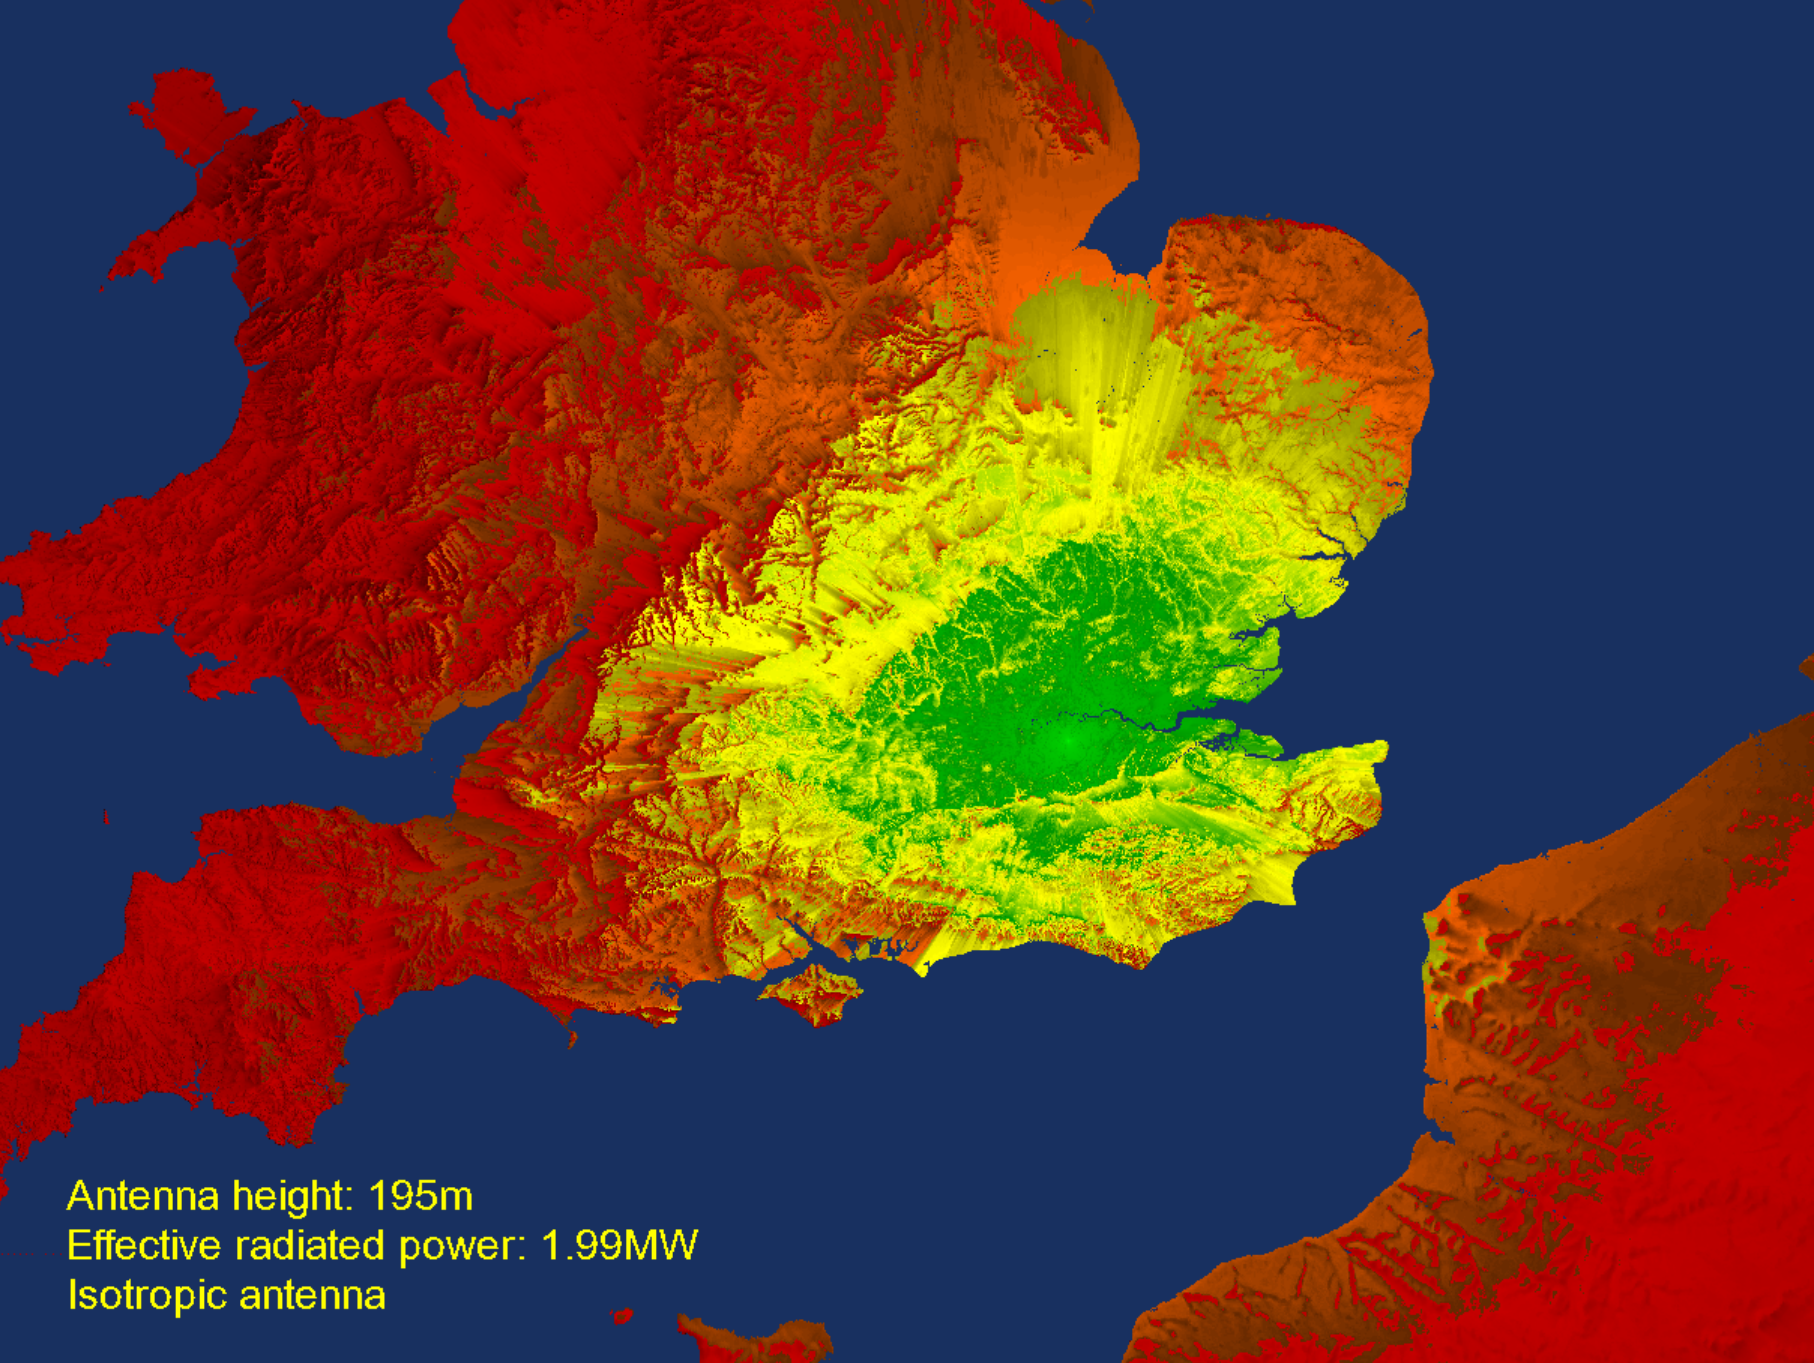 Antenna height: 195m
Effective radiated power: 1.99MW
Isotropic antenna